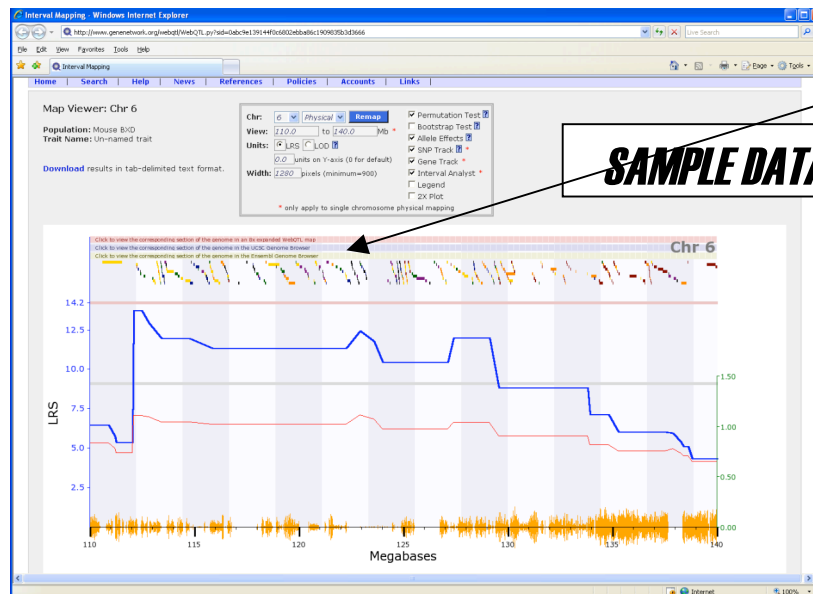 Interval Mapping - Windows Internet Explorer
http://www.genenetwork.org/webqtl/WebQTL.py?sid=0abc9e139144f0c6802ebba86c1909835b3d3666
Live Search
File Edit View Favorites Tools Help
Interval Mapping
Page Tools
Home | Search | Help | News | References | Policies | Accounts | Links |
Map Viewer: Chr 6
Population: Mouse BXD
Trait Name: Un-named trait
Download results in tab-delimited text format.
Chr: 6 Physical Remap
View: 110.0 to 140.0 Mb *
Units: LRS LOD ?
0.0 units on Y-axis (0 for default)
Width: 1280 pixels (minimum=900)
Permutation Test ?
Bootstrap Test ?
Allele Effects ?
SNP Track ? *
Gene Track *
Interval Analyst *
Legend
2X Plot
* only apply to single chromosome physical mapping
SAMPLE DATA
Click to view the corresponding section of the genome in an 8x expanded WebQTL map
Click to view the corresponding section of the genome in the UCSC Genome Browser
Click to view the corresponding section of the genome in the Ensembl Genome Browser
Chr 6
14.2
12.5
10.0
7.5
5.0
2.5
LRS
1.50
1.00
0.50
0.00
110 115 120 125 130 135 140
Megabases
Internet
100%